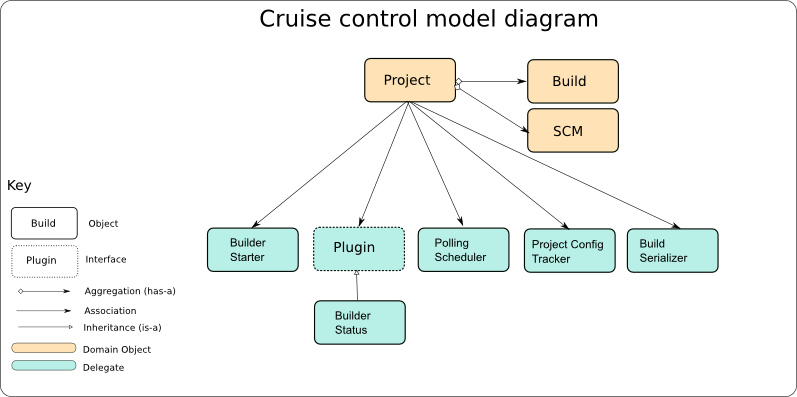 Cruise control model diagram
Project
Build
SCM
Builder
Starter
Plugin
Polling
Scheduler
Project Config
Tracker
Build
Serializer
Builder
Status
Key
Build
Object
Plugin
Interface
Aggregation (has-a)
Association
Inheritance (is-a)
Domain Object
Delegate